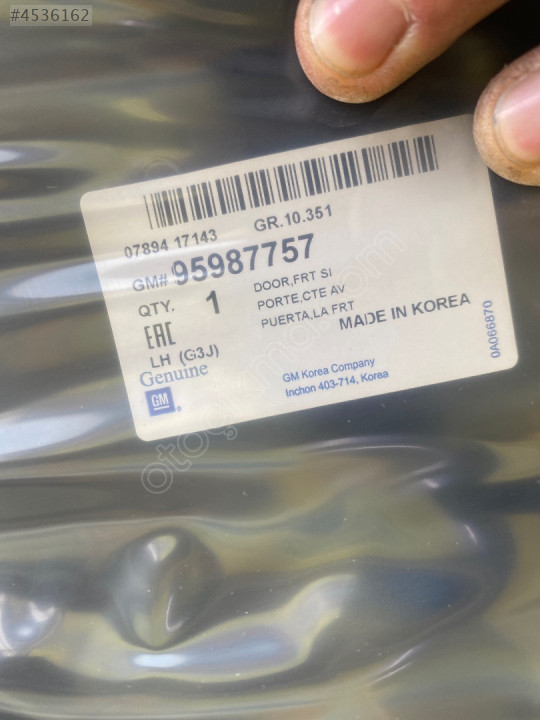 #4536162
07894 17143
GR.10.351
GM# 95987757
QTY. 1
DOOR,FRT SI
PORTE,CTE AV
PUERTA,LA FRT
EAC
LH (G3J)
MADE IN KOREA
Genuine
GM
GM Korea Company
Inchon 403-714, Korea
0A066870